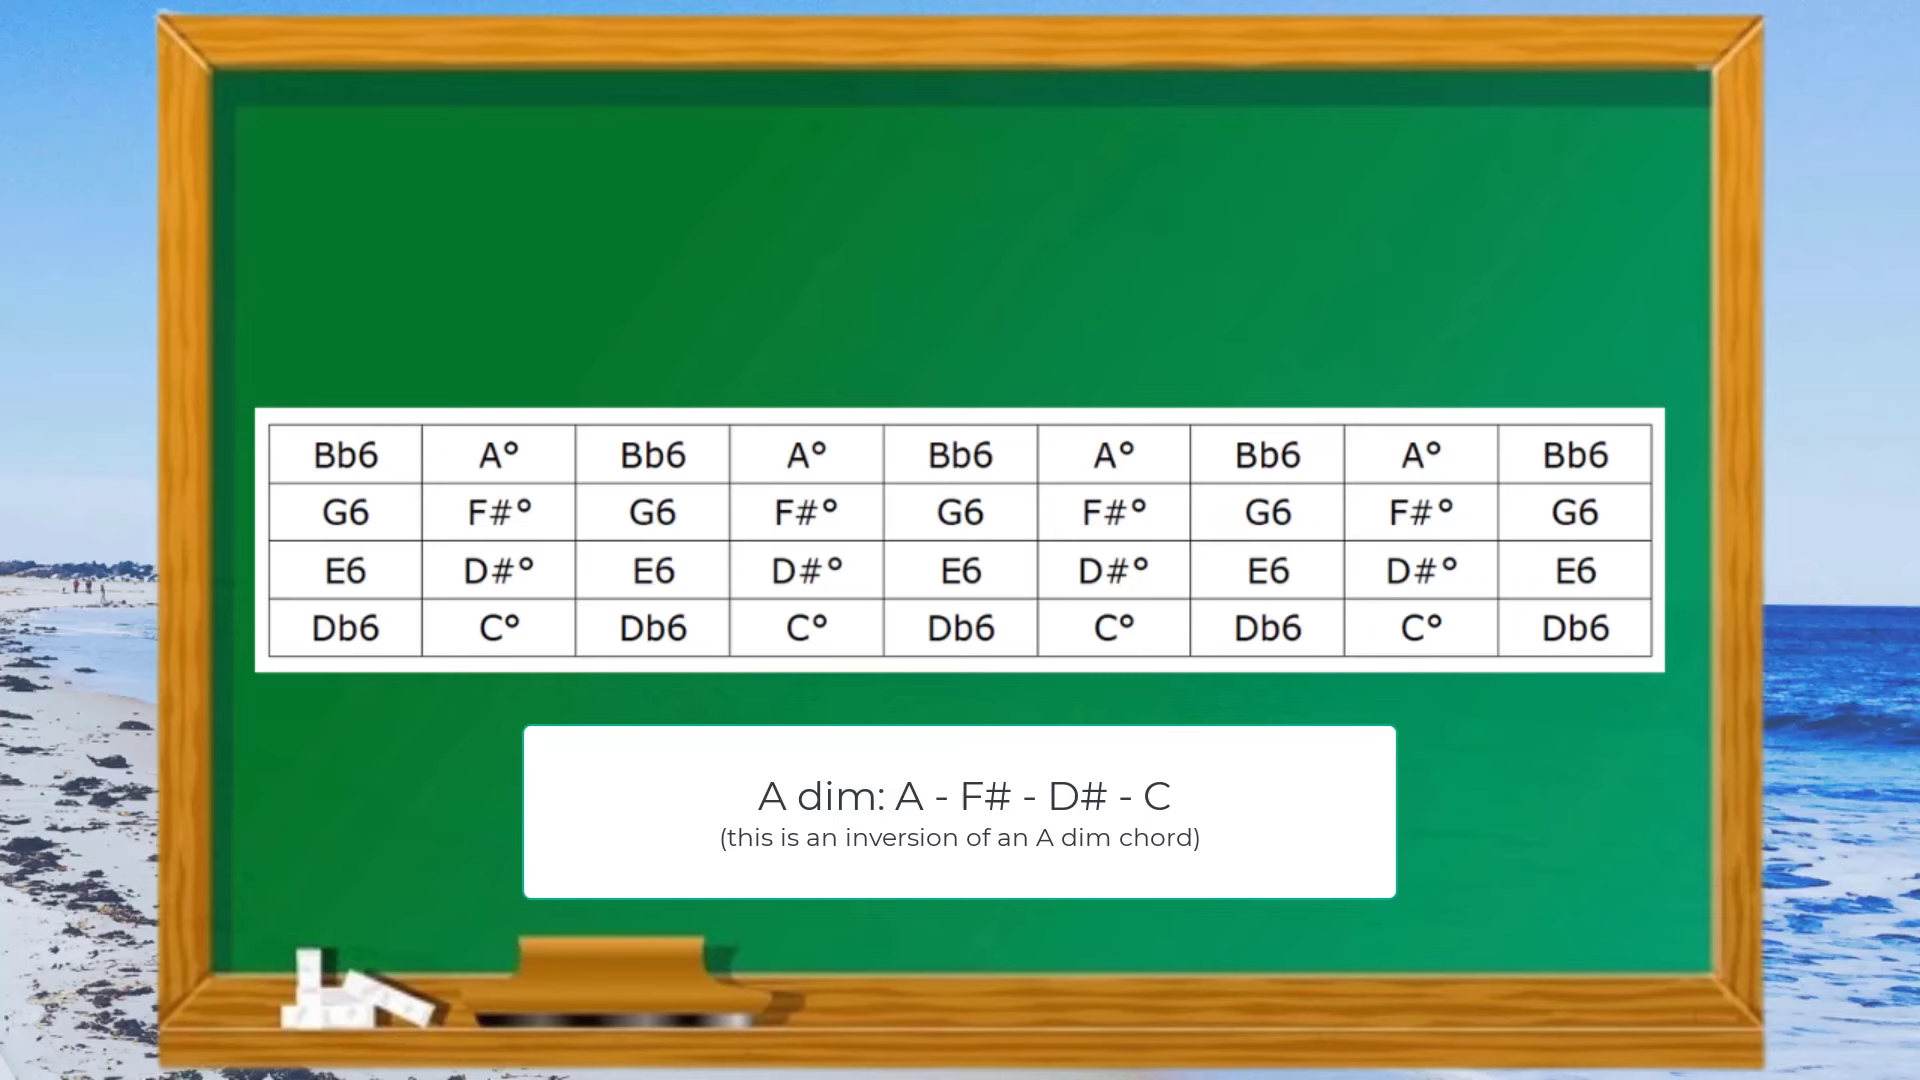 Bb6 A° Bb6 A° Bb6 A° Bb6 A° Bb6
G6 F#° G6 F#° G6 F#° G6 F#° G6
E6 D#° E6 D#° E6 D#° E6 D#° E6
Db6 C° Db6 C° Db6 C° Db6 C° Db6
A dim: A - F# - D# - C
(this is an inversion of an A dim chord)